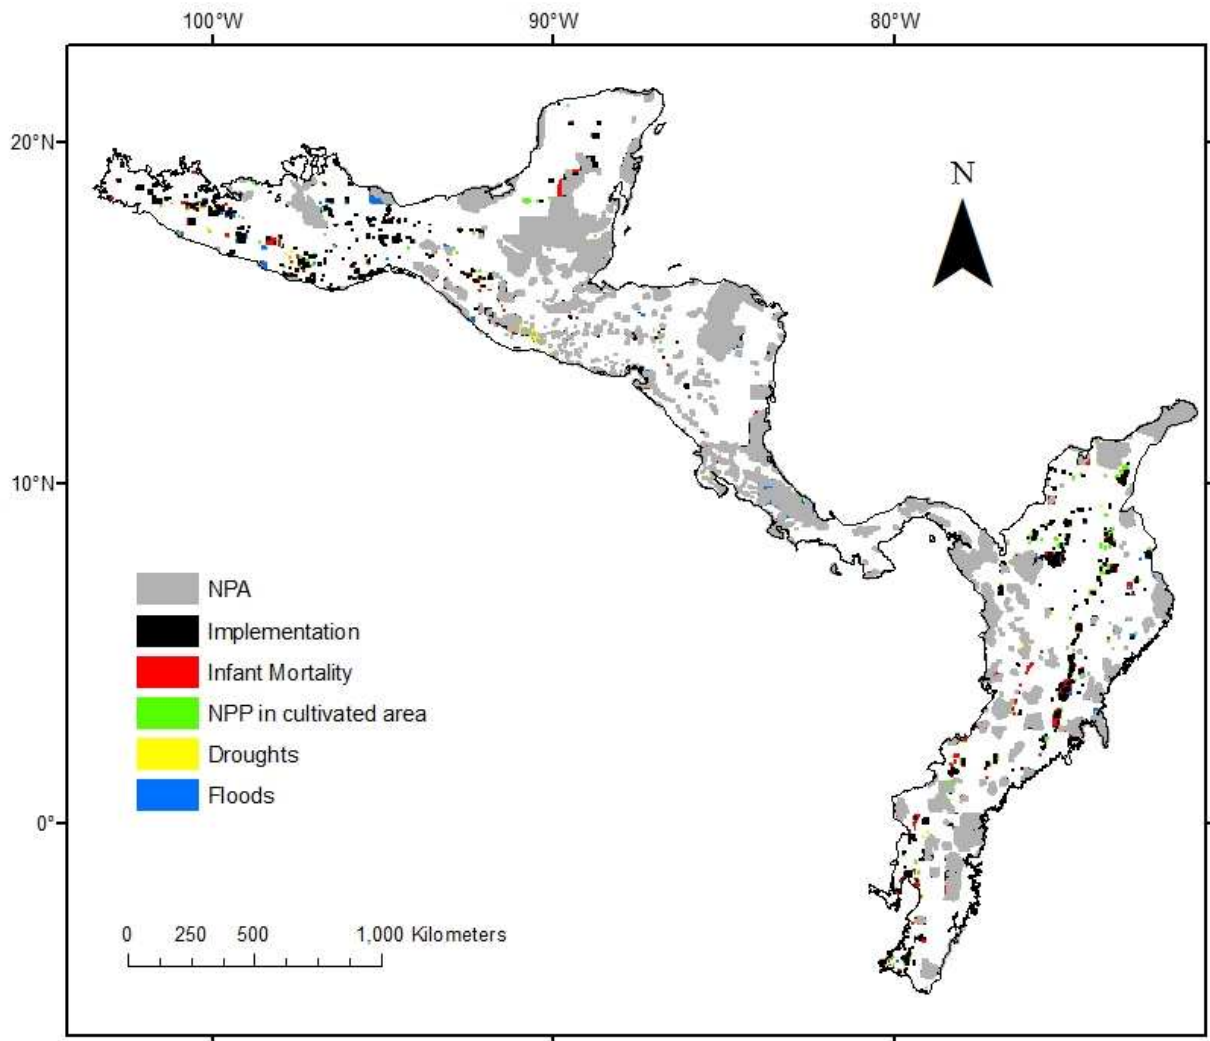 100°W 90°W 80°W
20°N
N
10°N
NPA
Implementation
Infant Mortality
NPP in cultivated area
Droughts
Floods
0°
0 250 500 1,000 Kilometers